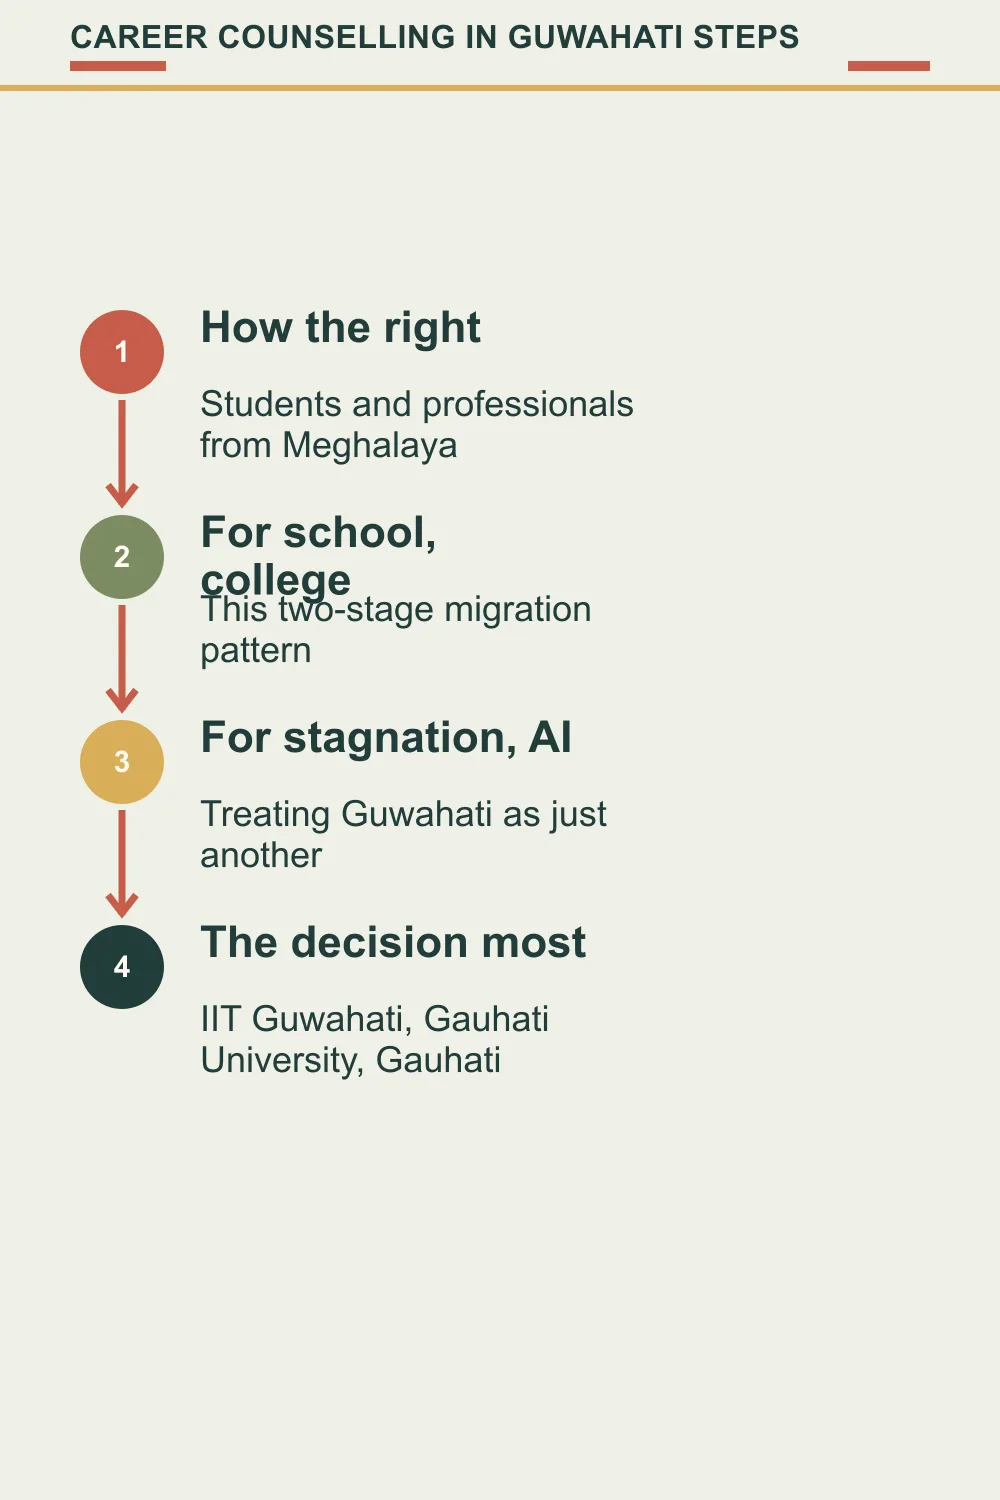 CAREER COUNSELLING IN GUWAHATI STEPS
1
How the right
Students and professionals
from Meghalaya
2
For school,
college
This two-stage migration
pattern
3
For stagnation, AI
Treating Guwahati as just
another
4
The decision most
IIT Guwahati, Gauhati
University, Gauhati